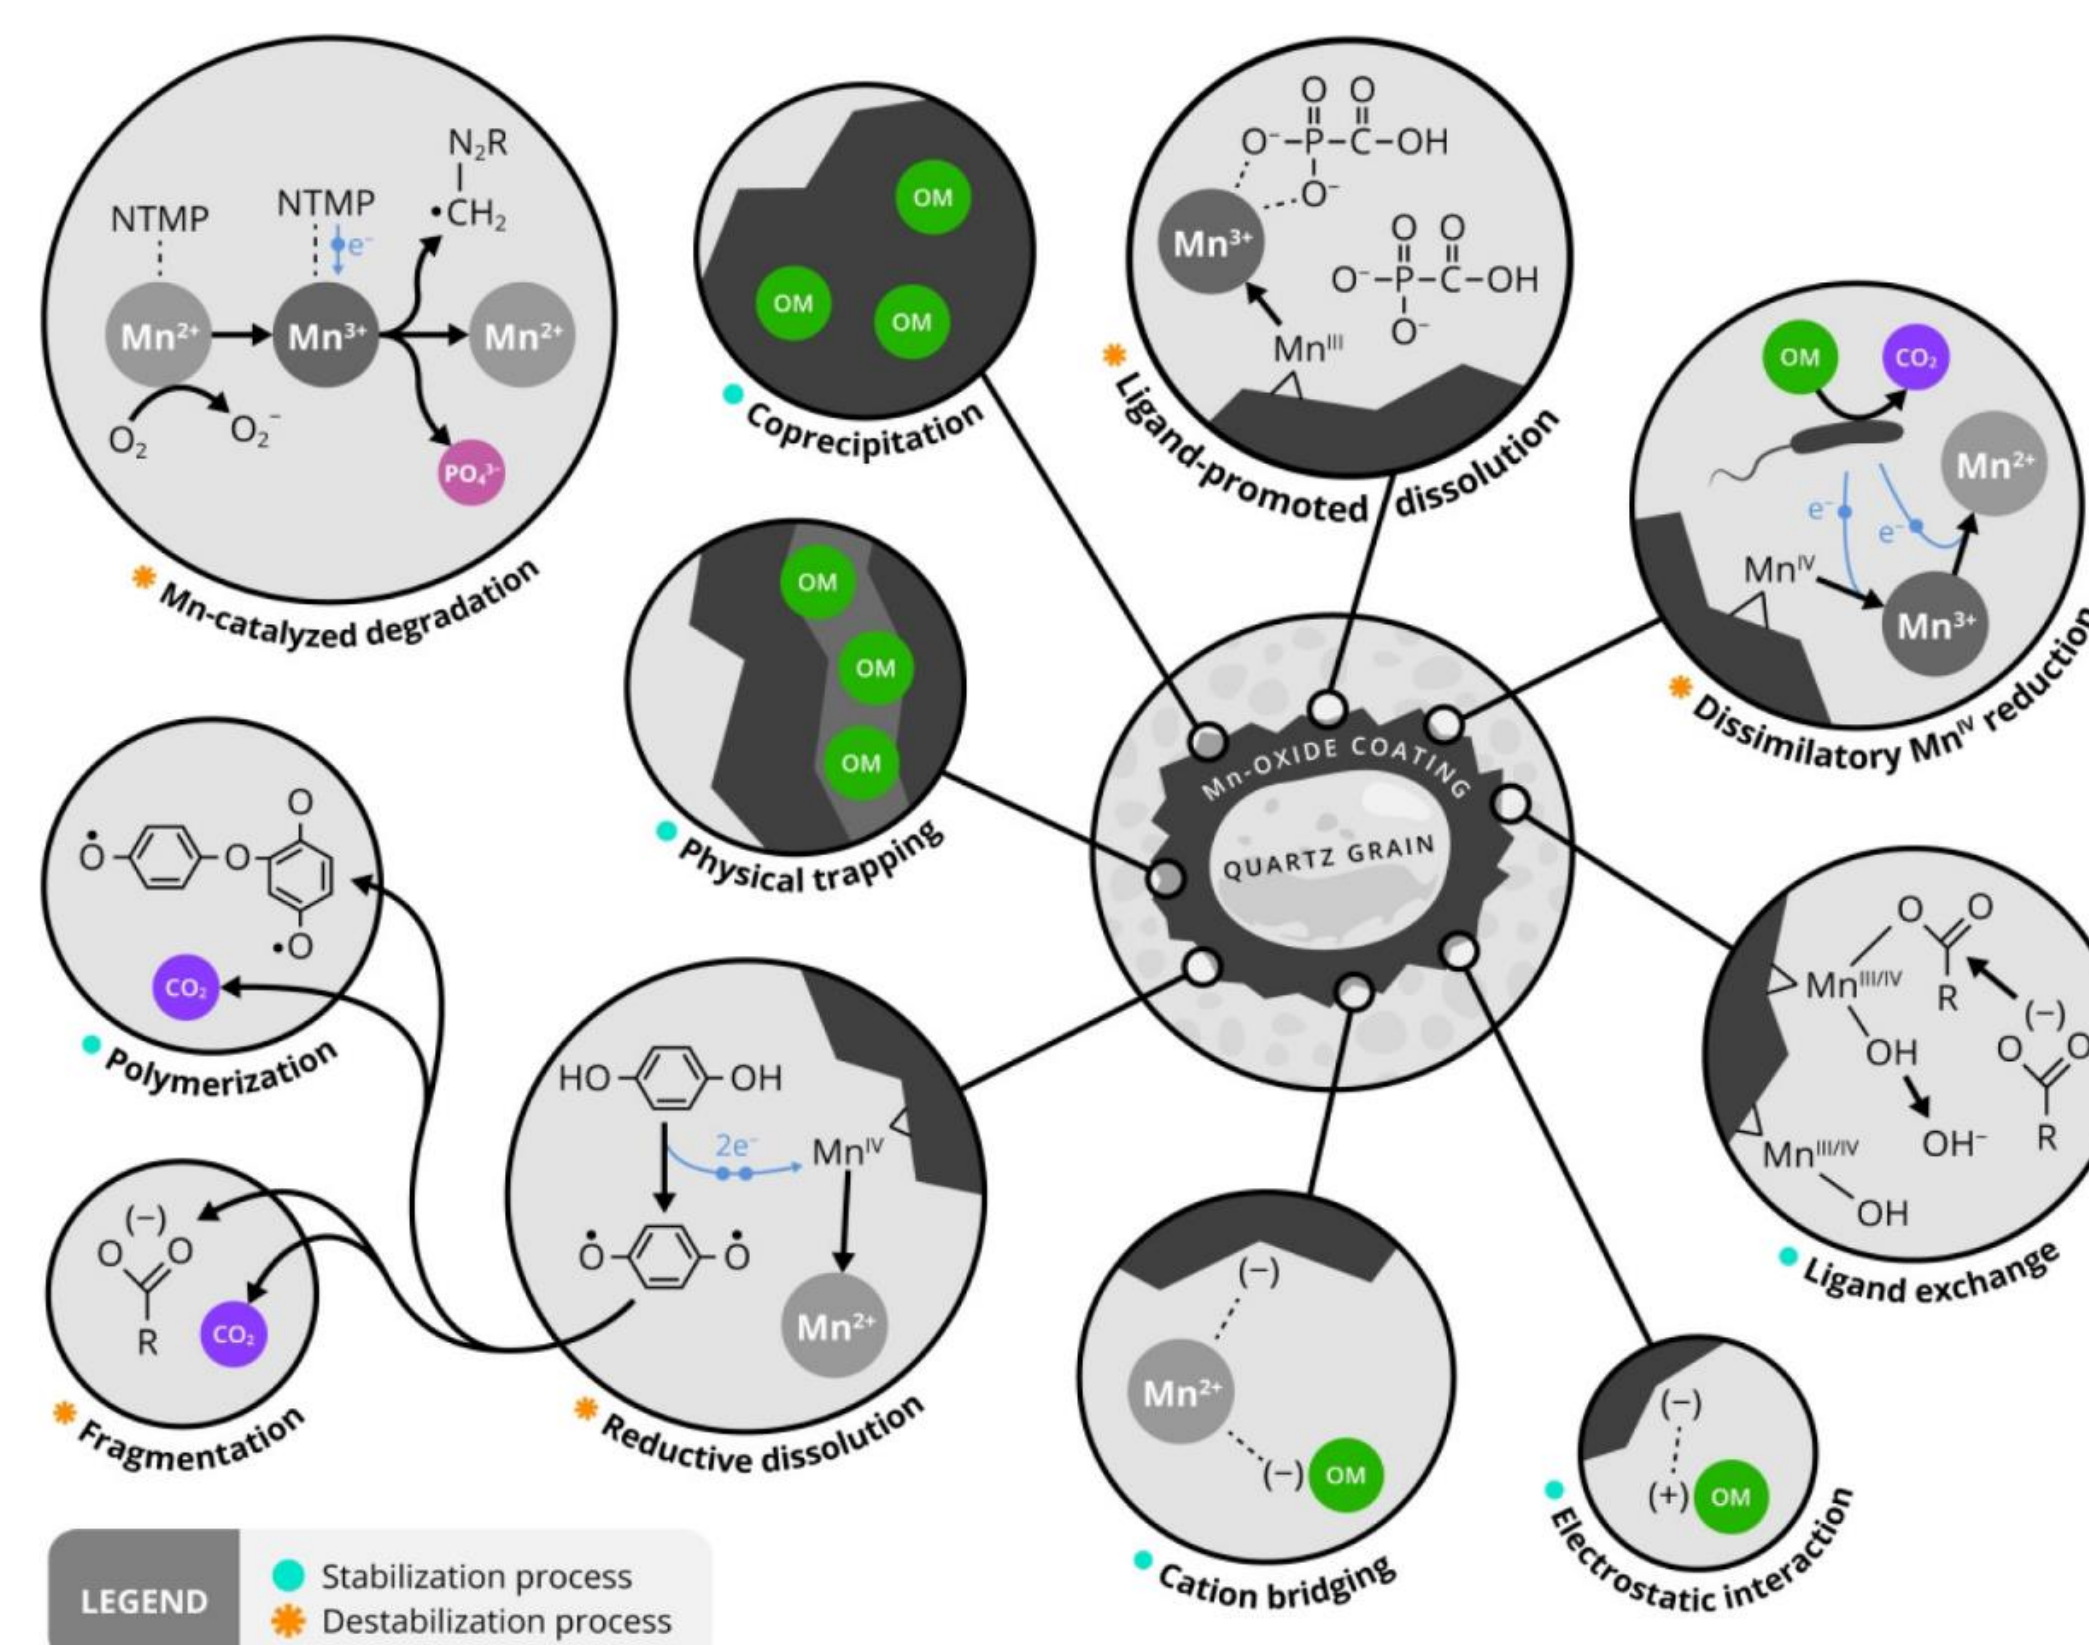 N₂R
•CH₂
NTMP
NTMP
e⁻
Mn²⁺
Mn³⁺
Mn²⁺
O₂
O₂⁻
PO₄³⁻
Mn-catalyzed degradation
OM
OM
OM
Coprecipitation
O O
O⁻–P–C–OH
O⁻
Mn³⁺
O O
O⁻–P–C–OH
O⁻
Mnᴵᴵᴵ
Ligand-promoted dissolution
OM
CO₂
Mn²⁺
e⁻
e⁻
Mnᴵⱽ
Mn³⁺
Dissimilatory Mnᴵⱽ reduction
OM
OM
OM
Physical trapping
Mn-OXIDE COATING
QUARTZ GRAIN
O
•O
O
•O
CO₂
Polymerization
O
O
Mnᴵᴵᴵ/ᴵⱽ
R
(−)
OH
O
O
OH⁻
R
Mnᴵᴵᴵ/ᴵⱽ
OH
Ligand exchange
HO
OH
2e⁻
Mnᴵⱽ
•O
•O
Mn²⁺
Reductive dissolution
(−)
O
O
R
CO₂
Fragmentation
(−)
Mn²⁺
(−)
OM
Cation bridging
(−)
(+)
OM
Electrostatic interaction
LEGEND
Stabilization process
Destabilization process